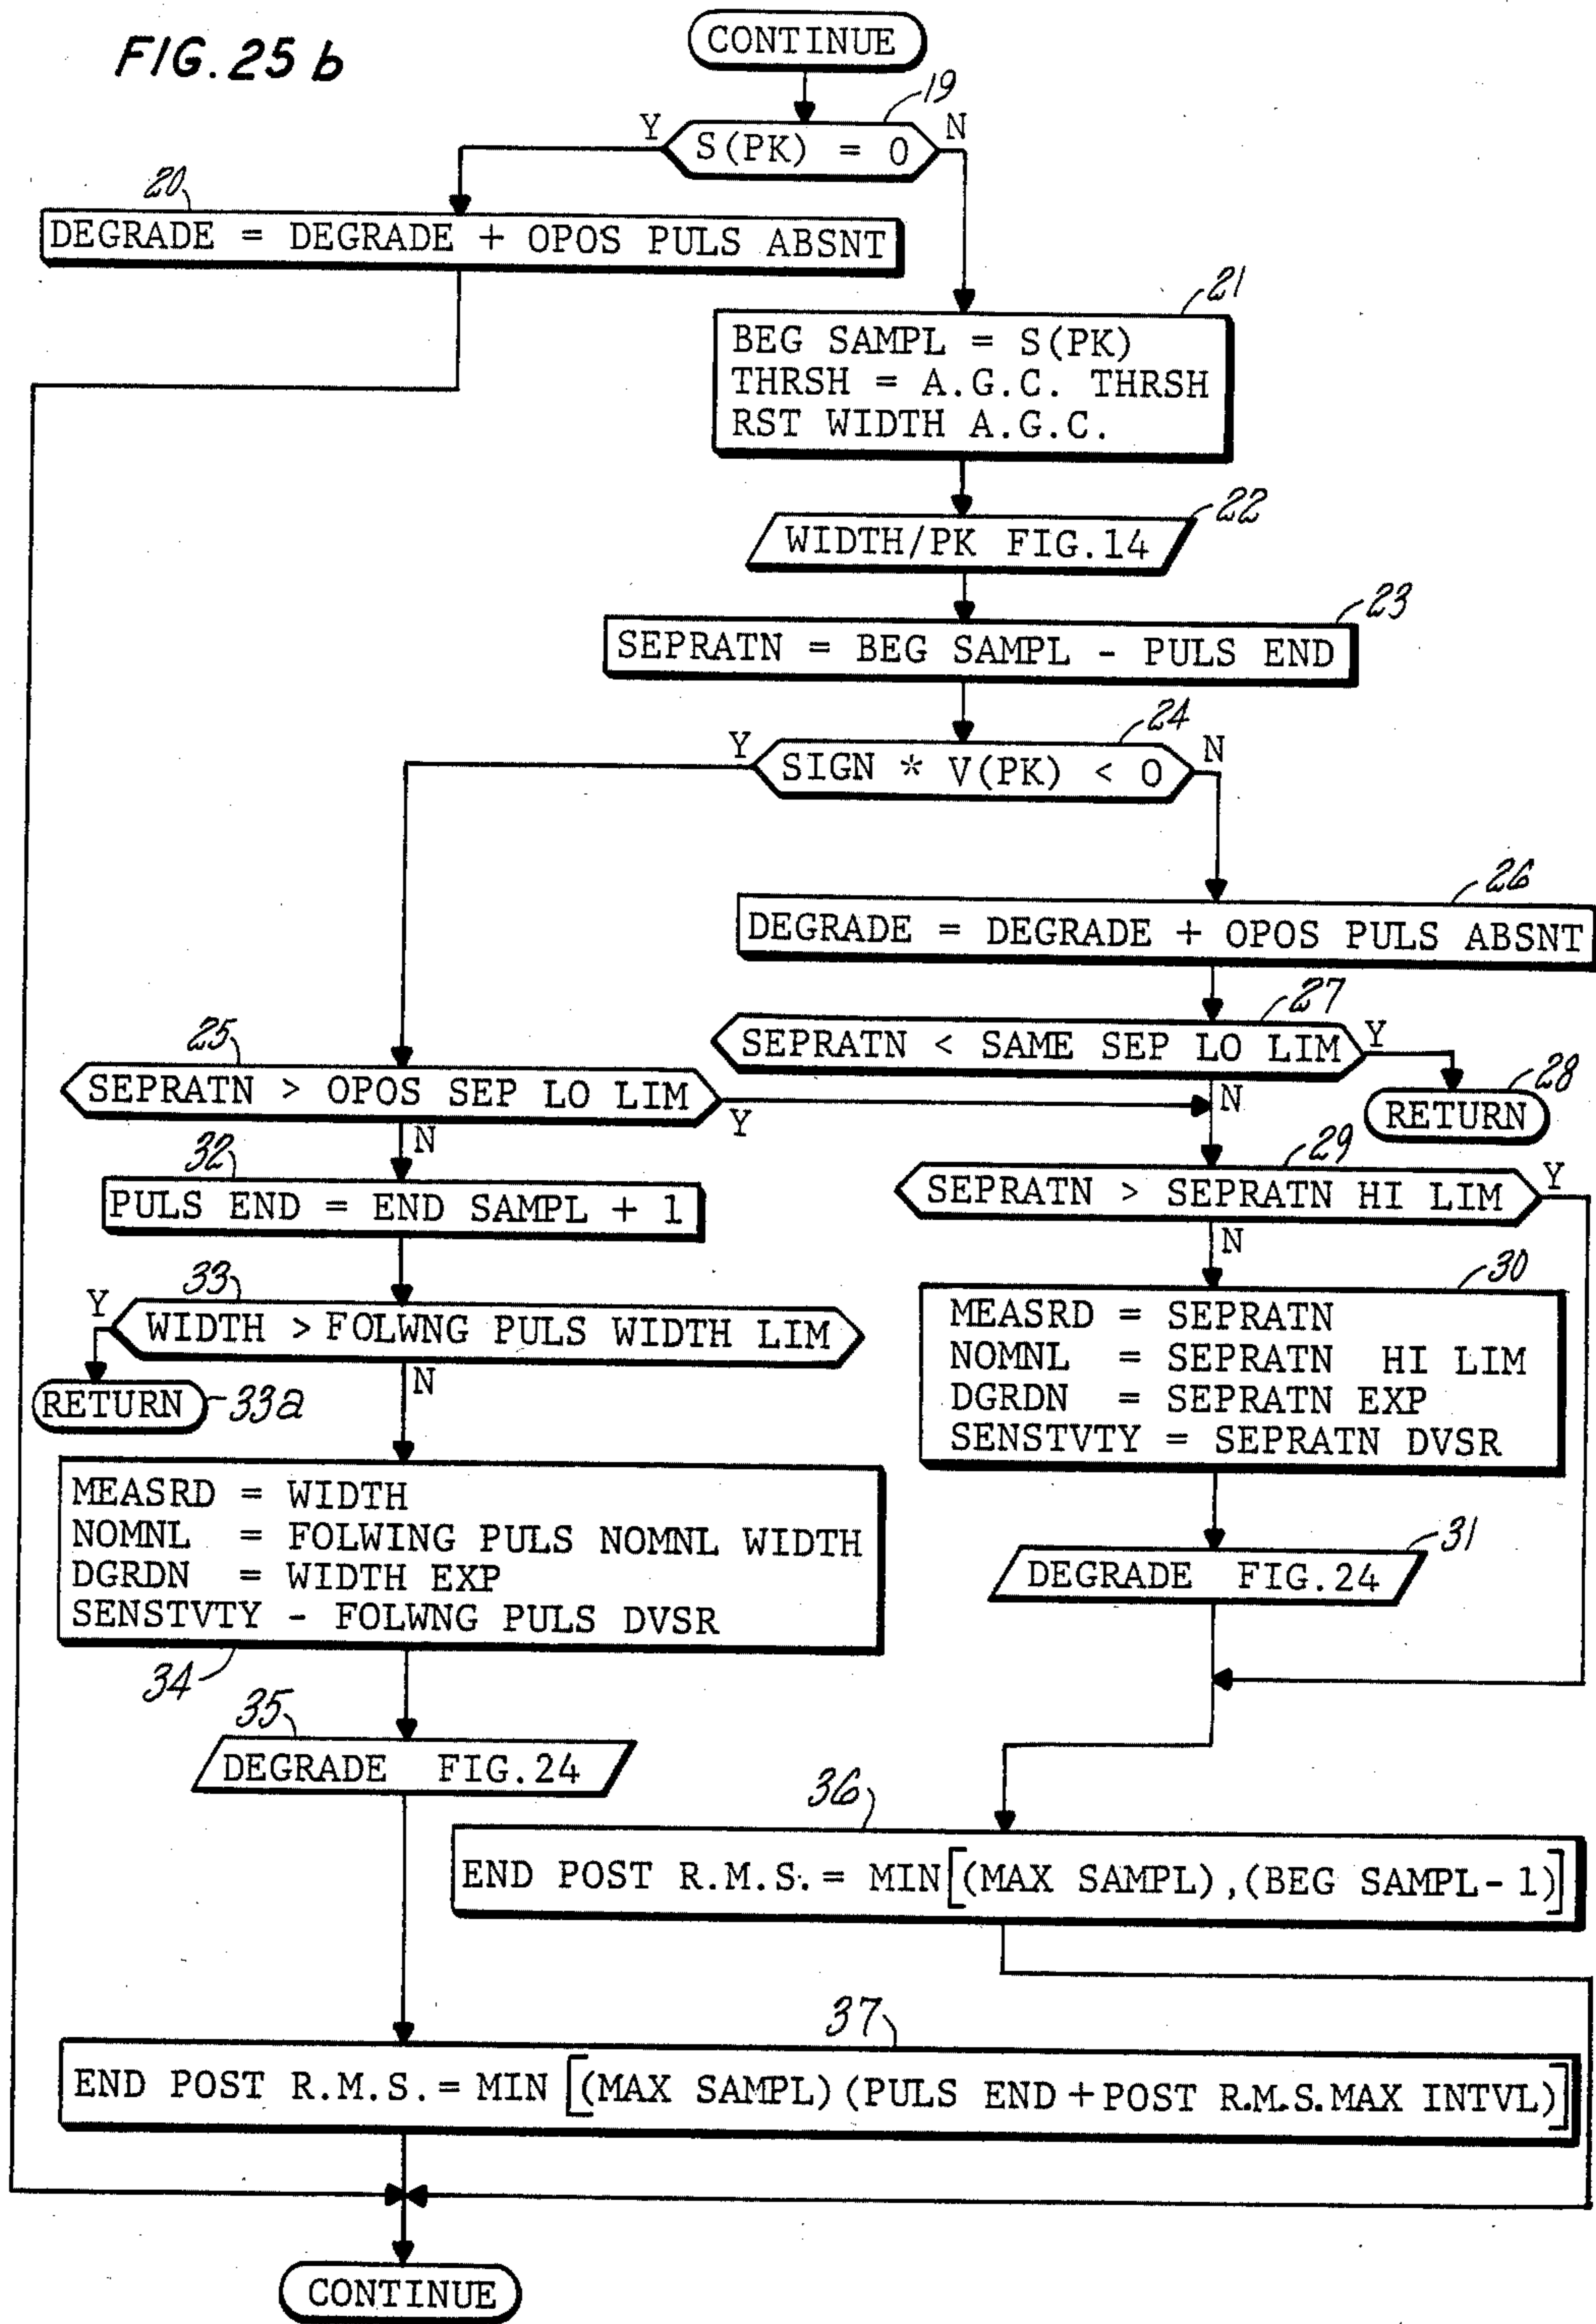 FIG. 25 b
CONTINUE
19
Y
S(PK) = 0
N
20
DEGRADE = DEGRADE + OPOS PULS ABSNT
21
BEG SAMPL = S(PK)
THRSH = A.G.C. THRSH
RST WIDTH A.G.C.
22
WIDTH/PK FIG.14
23
SEPRATN = BEG SAMPL - PULS END
24
Y
SIGN * V(PK) < 0
N
26
DEGRADE = DEGRADE + OPOS PULS ABSNT
27
SEPRATN < SAME SEP LO LIM
Y
N
28
RETURN
25
SEPRATN > OPOS SEP LO LIM
Y
N
29
SEPRATN > SEPRATN HI LIM
Y
N
32
PULS END = END SAMPL + 1
30
MEASRD = SEPRATN
NOMNL = SEPRATN HI LIM
DGRDN = SEPRATN EXP
SENSTVTY = SEPRATN DVSR
33
Y
WIDTH > FOLWNG PULS WIDTH LIM
N
RETURN
33a
31
DEGRADE FIG.24
MEASRD = WIDTH
NOMNL = FOLWING PULS NOMNL WIDTH
DGRDN = WIDTH EXP
SENSTVTY - FOLWNG PULS DVSR
34
35
DEGRADE FIG.24
36
END POST R.M.S. = MIN[(MAX SAMPL),(BEG SAMPL- 1)]
37
END POST R.M.S. = MIN [(MAX SAMPL)(PULS END + POST R.M.S.MAX INTVL)]
CONTINUE